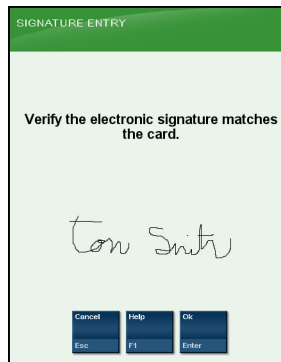 SIGNATURE ENTRY
Verify the electronic signature matches
the card.
Tom Smith
Cancel Help Ok
Esc F1 Enter